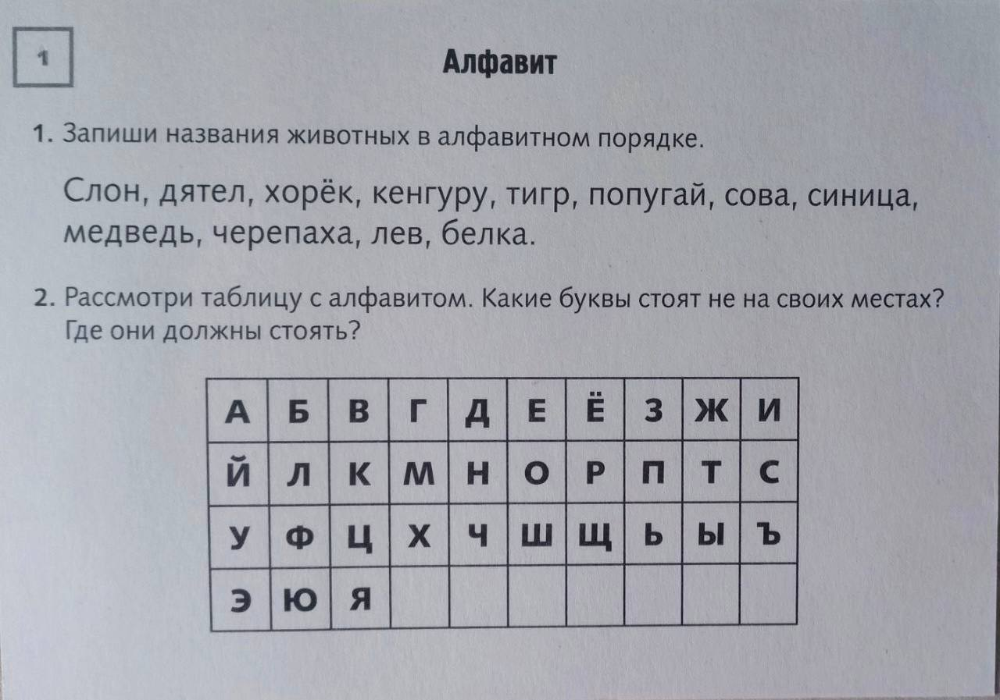 1
Алфавит
1. Запиши названия животных в алфавитном порядке.
Слон, дятел, хорёк, кенгуру, тигр, попугай, сова, синица,
медведь, черепаха, лев, белка.
2. Рассмотри таблицу с алфавитом. Какие буквы стоят не на своих местах?
Где они должны стоять?
А Б В Г Д Е Ё З Ж И
Й Л К М Н О Р П Т С
У Ф Ц Х Ч Ш Щ Ь Ы Ъ
Э Ю Я